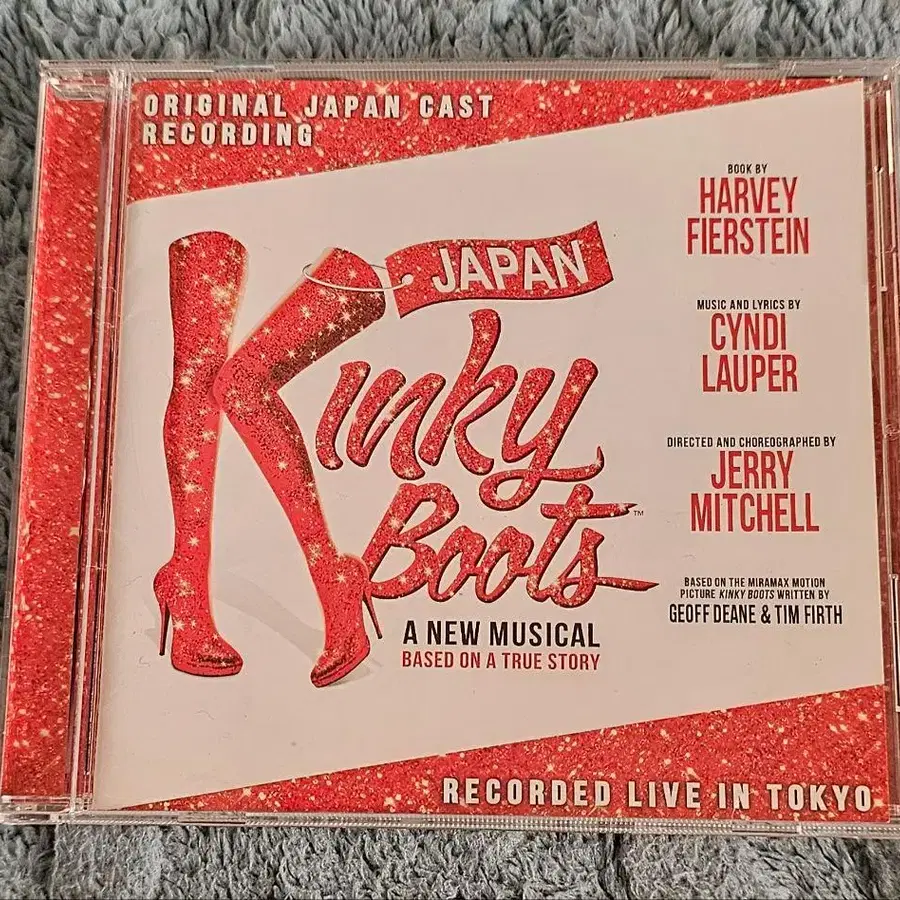 ORIGINAL JAPAN CAST
RECORDING
BOOK BY
HARVEY
FIERSTEIN
JAPAN
MUSIC AND LYRICS BY
CYNDI
LAUPER
Kinky
Boots™
DIRECTED AND CHOREOGRAPHED BY
JERRY
MITCHELL
A NEW MUSICAL
BASED ON A TRUE STORY
BASED ON THE MIRAMAX MOTION
PICTURE KINKY BOOTS WRITTEN BY
GEOFF DEANE & TIM FIRTH
RECORDED LIVE IN TOKYO